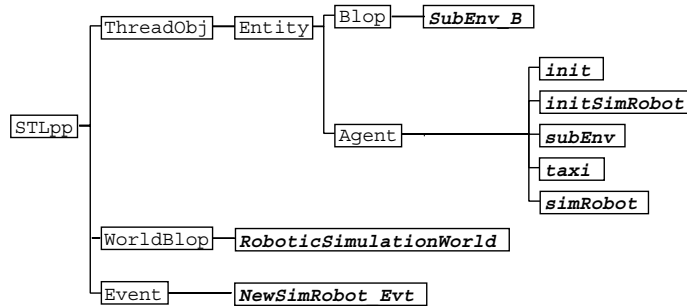 ThreadObj Entity Blop SubEnv_B
init
initSimRobot
STLpp Agent subEnv
taxi
simRobot
WorldBlop RoboticSimulationWorld
Event NewSimRobot_Evt